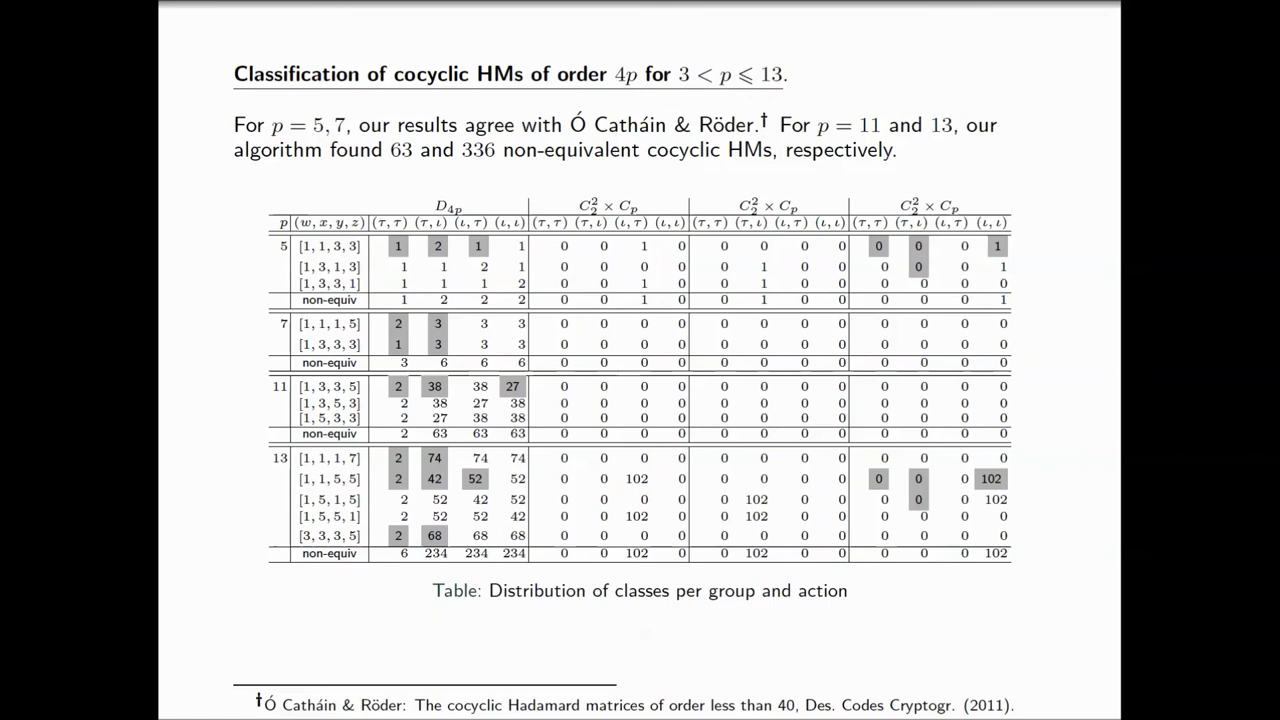 Classification of cocyclic HMs of order 4p for 3 < p ⩽ 13.
For p = 5, 7, our results agree with Ó Catháin & Röder.† For p = 11 and 13, our
algorithm found 63 and 336 non-equivalent cocyclic HMs, respectively.
D4p C2² × Cp C2² × Cp C2² × Cp
p (w, x, y, z) (τ, τ) (τ, ι) (ι, τ) (ι, ι) (τ, τ) (τ, ι) (ι, τ) (ι, ι) (τ, τ) (τ, ι) (ι, τ) (ι, ι) (τ, τ) (τ, ι) (ι, τ) (ι, ι)
5 [1, 1, 3, 3] 1 2 1 1 0 0 1 0 0 0 0 0 0 0 0 1
[1, 3, 1, 3] 1 1 2 1 0 0 0 0 0 1 0 0 0 0 0 1
[1, 3, 3, 1] 1 1 1 2 0 0 1 0 0 1 0 0 0 0 0 0
non-equiv 1 2 2 2 0 0 1 0 0 1 0 0 0 0 0 1
7 [1, 1, 1, 5] 2 3 3 3 0 0 0 0 0 0 0 0 0 0 0 0
[1, 3, 3, 3] 1 3 3 3 0 0 0 0 0 0 0 0 0 0 0 0
non-equiv 3 6 6 6 0 0 0 0 0 0 0 0 0 0 0 0
11 [1, 3, 3, 5] 2 38 38 27 0 0 0 0 0 0 0 0 0 0 0 0
[1, 3, 5, 3] 2 38 27 38 0 0 0 0 0 0 0 0 0 0 0 0
[1, 5, 3, 3] 2 27 38 38 0 0 0 0 0 0 0 0 0 0 0 0
non-equiv 2 63 63 63 0 0 0 0 0 0 0 0 0 0 0 0
13 [1, 1, 1, 7] 2 74 74 74 0 0 0 0 0 0 0 0 0 0 0 0
[1, 1, 5, 5] 2 42 52 52 0 0 102 0 0 0 0 0 0 0 0 102
[1, 5, 1, 5] 2 52 42 52 0 0 0 0 0 102 0 0 0 0 0 102
[1, 5, 5, 1] 2 52 52 42 0 0 102 0 0 102 0 0 0 0 0 0
[3, 3, 3, 5] 2 68 68 68 0 0 0 0 0 0 0 0 0 0 0 0
non-equiv 6 234 234 234 0 0 102 0 0 102 0 0 0 0 0 102
Table: Distribution of classes per group and action
†Ó Catháin & Röder: The cocyclic Hadamard matrices of order less than 40, Des. Codes Cryptogr. (2011).